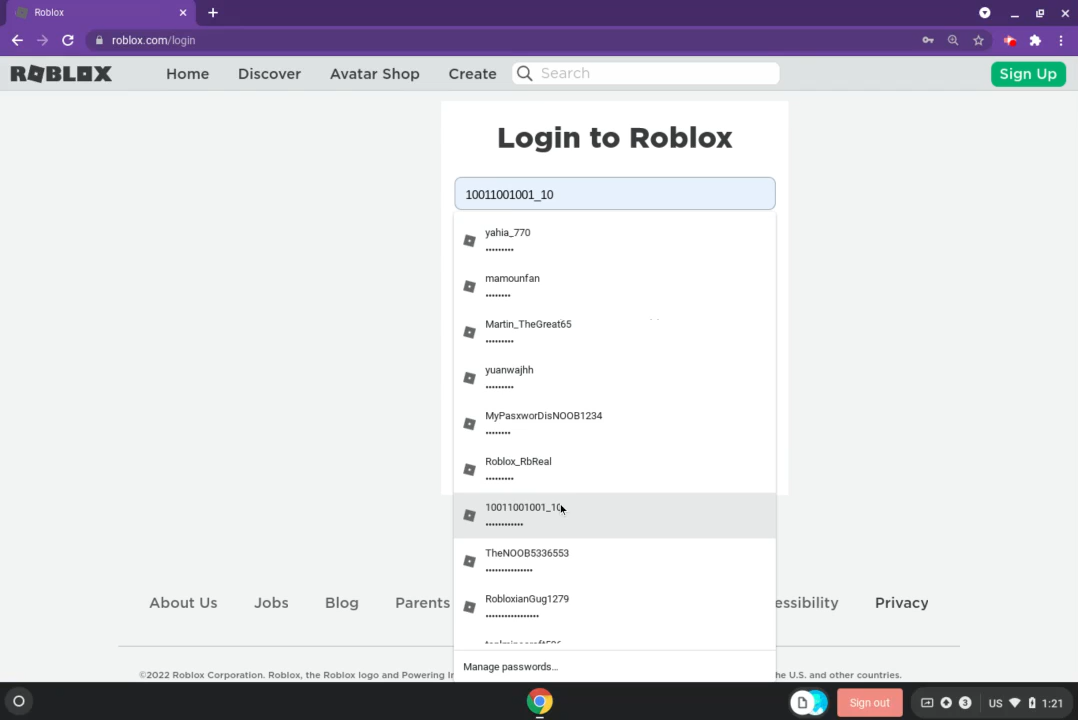 Roblox
roblox.com/login
ROBLOX
Home
Discover
Avatar Shop
Create
Search
Sign Up
Login to Roblox
10011001001_10
yahia_770
•••••••••
mamounfan
••••••••
Martin_TheGreat65
•••••••••
yuanwajhh
•••••••••
MyPasxworDisNOOB1234
••••••••
Roblox_RbReal
•••••••••
10011001001_10
••••••••••••
TheNOOB5336553
•••••••••••••••
RobloxianGug1279
•••••••••••••••••
Manage passwords...
About Us
Jobs
Blog
Parents
essibility
Privacy
©2022 Roblox Corporation. Roblox, the Roblox logo and Powering I
he U.S. and other countries.
Sign out
3
US
1:21